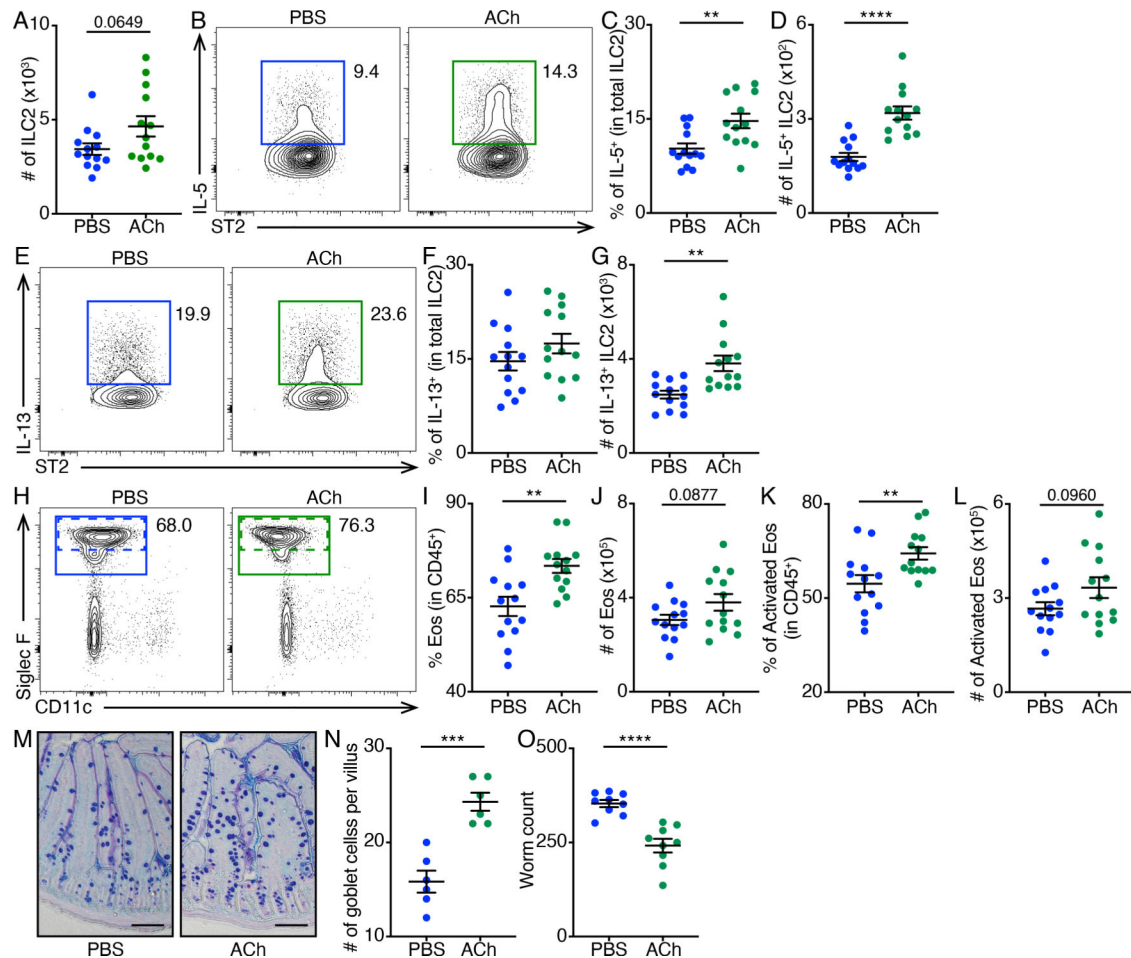 A
0.0649
# of ILC2 (x10³)
10
5
0
PBS
ACh
B
PBS
ACh
9.4
14.3
IL-5
ST2
C
**
% of IL-5⁺ (in total ILC2)
30
15
0
PBS
ACh
D
****
# of IL-5⁺ ILC2 (x10²)
6
3
0
PBS
ACh
E
PBS
ACh
19.9
23.6
IL-13
ST2
F
% of IL-13⁺ (in total ILC2)
30
15
0
PBS
ACh
G
**
# of IL-13⁺ ILC2 (x10³)
8
4
0
PBS
ACh
H
PBS
ACh
68.0
76.3
Siglec F
CD11c
I
**
% Eos (in CD45⁺)
90
65
40
PBS
ACh
J
0.0877
# of Eos (x10⁵)
8
4
0
PBS
ACh
K
**
% of Activated Eos
(in CD45⁺)
80
50
20
PBS
ACh
L
0.0960
# of Activated Eos (x10⁵)
6
3
0
PBS
ACh
M
PBS
ACh
N
***
# of goblet cellss per villus
30
20
10
PBS
ACh
O
****
Worm count
500
250
0
PBS
ACh